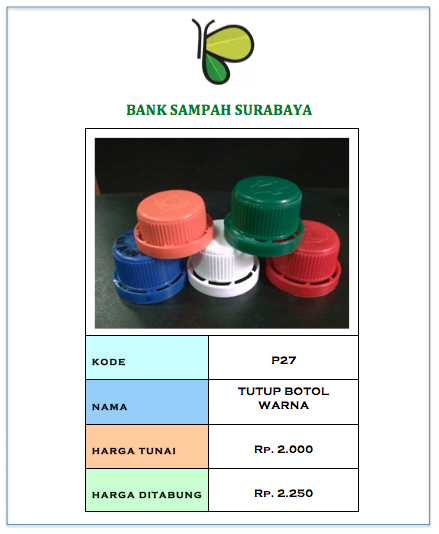 BANK SAMPAH SURABAYA
KODE
P27
NAMA
TUTUP BOTOL
WARNA
HARGA TUNAI
Rp. 2.000
HARGA DITABUNG
Rp. 2.250